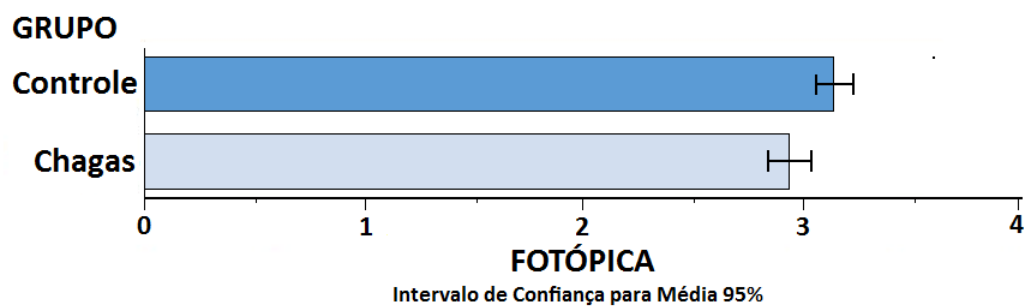 GRUPO
Controle
Chagas
0 1 2 3 4
FOTÓPICA
Intervalo de Confiança para Média 95%